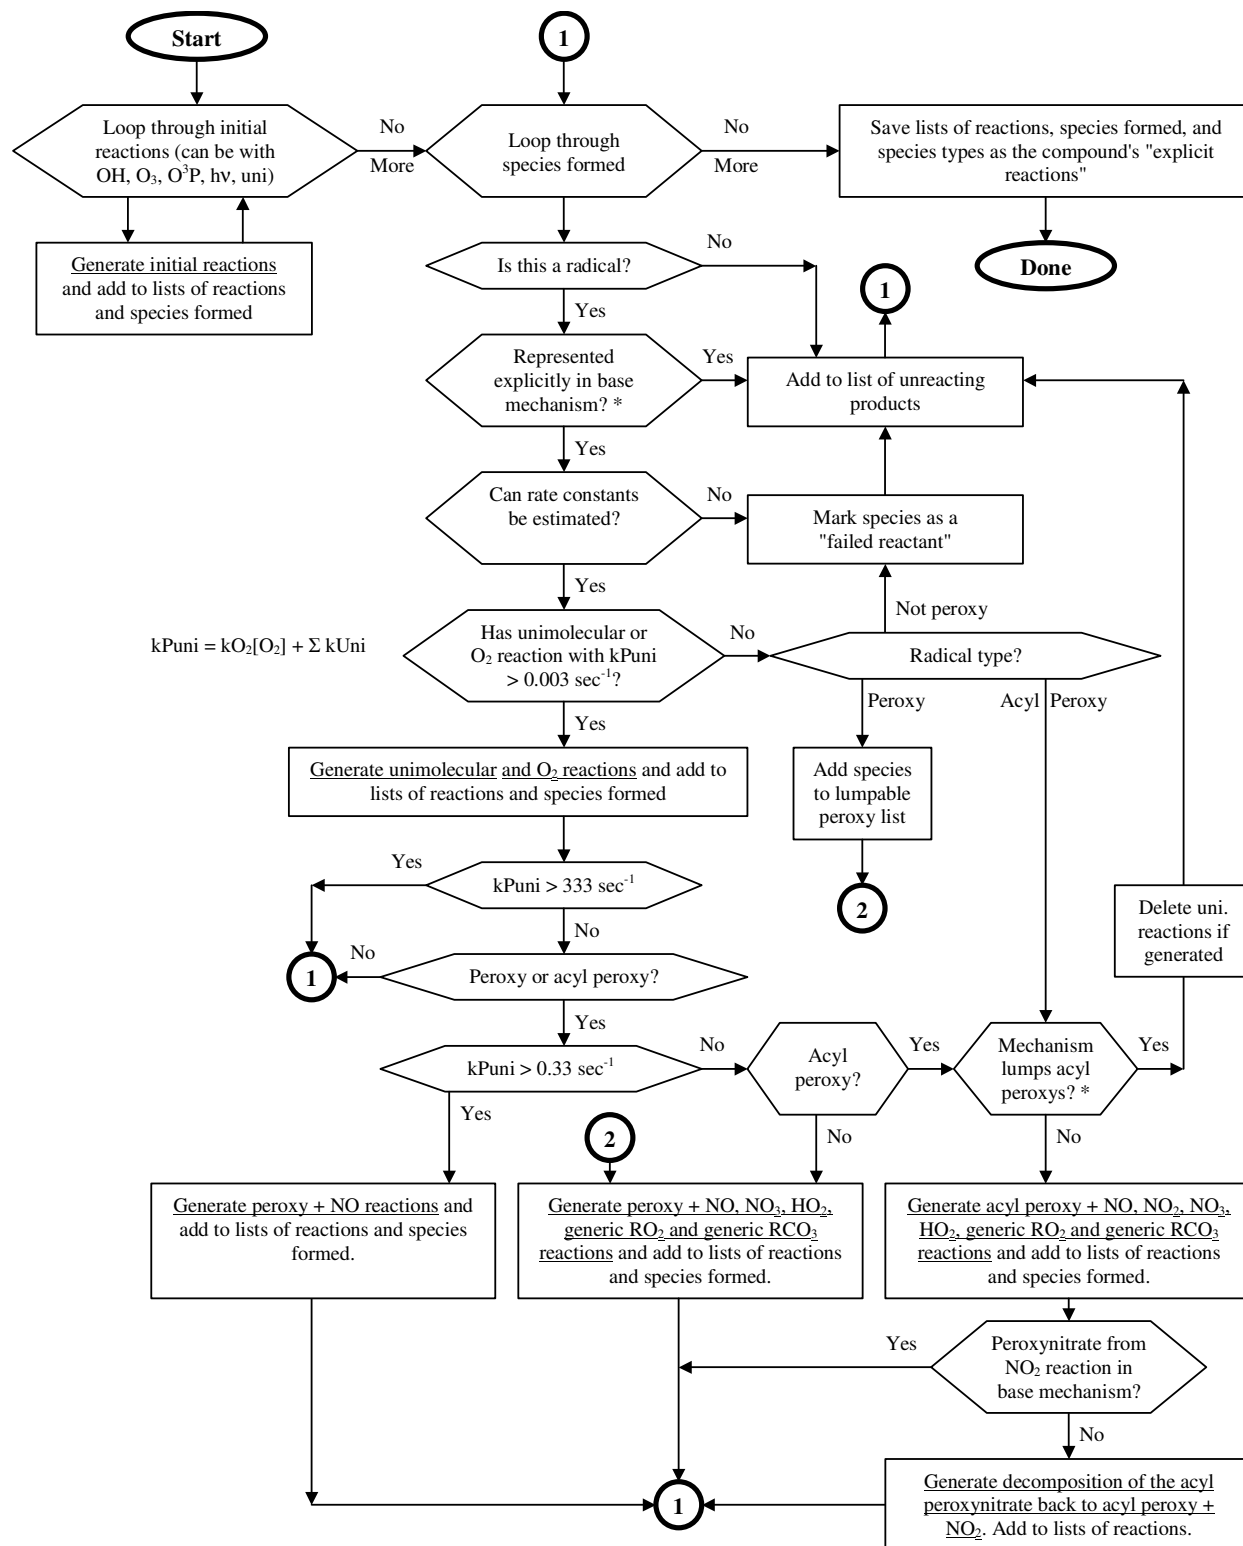 Start
1
Loop through initial
reactions (can be with
OH, O₃, O³P, hν, uni)
No
More
Loop through
species formed
No
More
Save lists of reactions, species formed, and
species types as the compound's "explicit
reactions"
Generate initial reactions
and add to lists of reactions
and species formed
Is this a radical?
No
Done
1
Yes
Represented
explicitly in base
mechanism? *
Yes
Add to list of unreacting
products
Yes
Can rate constants
be estimated?
No
Mark species as a
"failed reactant"
Yes
Not peroxy
kPuni = kO₂[O₂] + Σ kUni
Has unimolecular or
O₂ reaction with kPuni
> 0.003 sec⁻¹?
No
Radical type?
Yes
Peroxy
Acyl Peroxy
Generate unimolecular and O₂ reactions and add to
lists of reactions and species formed
Add species
to lumpable
peroxy list
Yes
kPuni > 333 sec⁻¹
2
Delete uni.
reactions if
generated
No
No
1
Peroxy or acyl peroxy?
Yes
kPuni > 0.33 sec⁻¹
No
Acyl
peroxy?
Yes
Mechanism
lumps acyl
peroxys? *
Yes
Yes
2
No
No
Generate peroxy + NO reactions and
add to lists of reactions and species
formed.
Generate peroxy + NO, NO₃, HO₂,
generic RO₂ and generic RCO₃
reactions and add to lists of reactions
and species formed.
Generate acyl peroxy + NO, NO₂, NO₃,
HO₂, generic RO₂ and generic RCO₃
reactions and add to lists of reactions
and species formed.
Yes
Peroxynitrate from
NO₂ reaction in
base mechanism?
No
1
Generate decomposition of the acyl
peroxynitrate back to acyl peroxy +
NO₂. Add to lists of reactions.